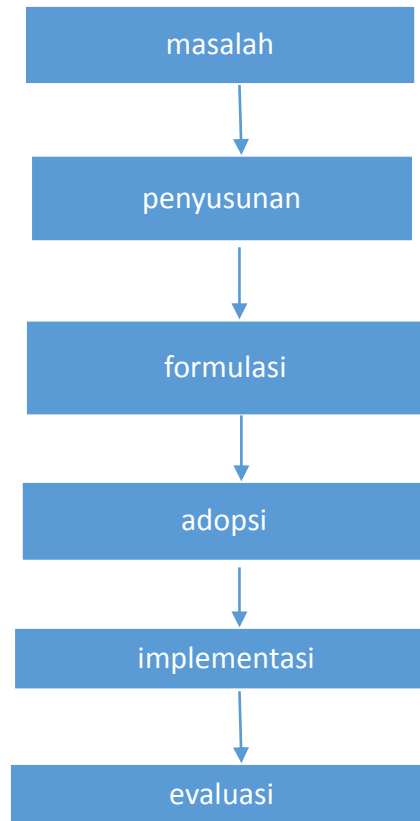 masalah
penyusunan
formulasi
adopsi
implementasi
evaluasi